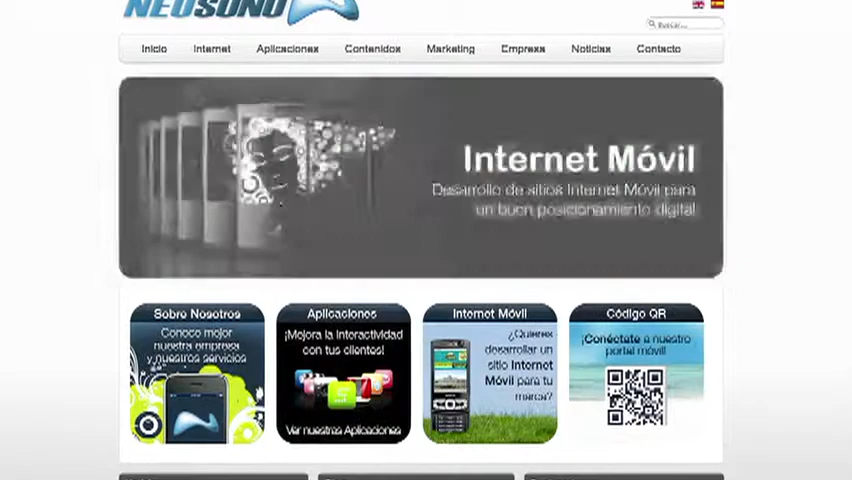 Buscar...
Inicio Internet Aplicaciones Contenidos Marketing Empresa Noticias Contacto
Internet Móvil
Desarrollo de sitios Internet Móvil para
un buen posicionamiento digital
Sobre Nosotros
Conoce mejor
nuestra empresa
y nuestros servicios
Aplicaciones
¡Mejora la interactividad
con tus clientes!
Ver nuestras Aplicaciones
Internet Móvil
¿Quieres
desarrollar un
sitio Internet
Móvil para tu
marca?
Código QR
¡Conéctate a nuestro
portal móvil!